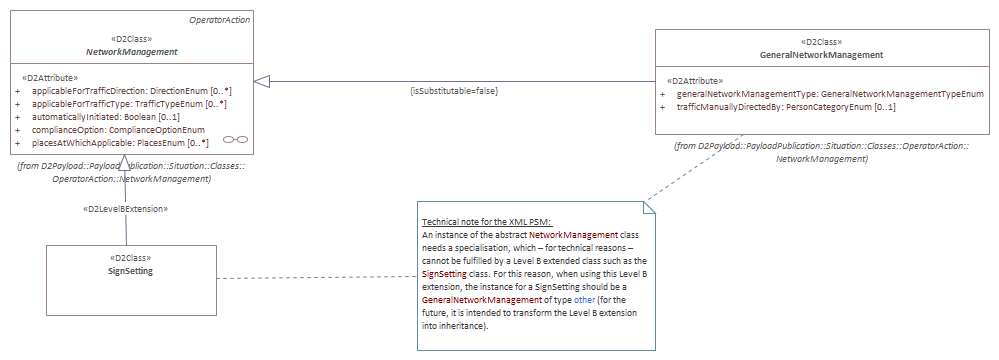 OperatorAction
«D2Class»
NetworkManagement
«D2Attribute»
+ applicableForTrafficDirection: DirectionEnum [0..*]
+ applicableForTrafficType: TrafficTypeEnum [0..*]
+ automaticallyInitiated: Boolean [0..1]
+ complianceOption: ComplianceOptionEnum
+ placesAtWhichApplicable: PlacesEnum [0..*]
(from D2Payload::PayloadPublication::Situation::Classes::
OperatorAction::NetworkManagement)
{isSubstitutable=false}
«D2Class»
GeneralNetworkManagement
«D2Attribute»
+ generalNetworkManagementType: GeneralNetworkManagementTypeEnum
+ trafficManuallyDirectedBy: PersonCategoryEnum [0..1]
(from D2Payload::PayloadPublication::Situation::Classes::OperatorAction::
NetworkManagement)
«D2LevelBExtension»
«D2Class»
SignSetting
Technical note for the XML PSM:
An instance of the abstract NetworkManagement class
needs a specialisation, which – for technical reasons –
cannot be fulfilled by a Level B extended class such as the
SignSetting class. For this reason, when using this Level B
extension, the instance for a SignSetting should be a
GeneralNetworkManagement of type other (for the
future, it is intended to transform the Level B extension
into inheritance).